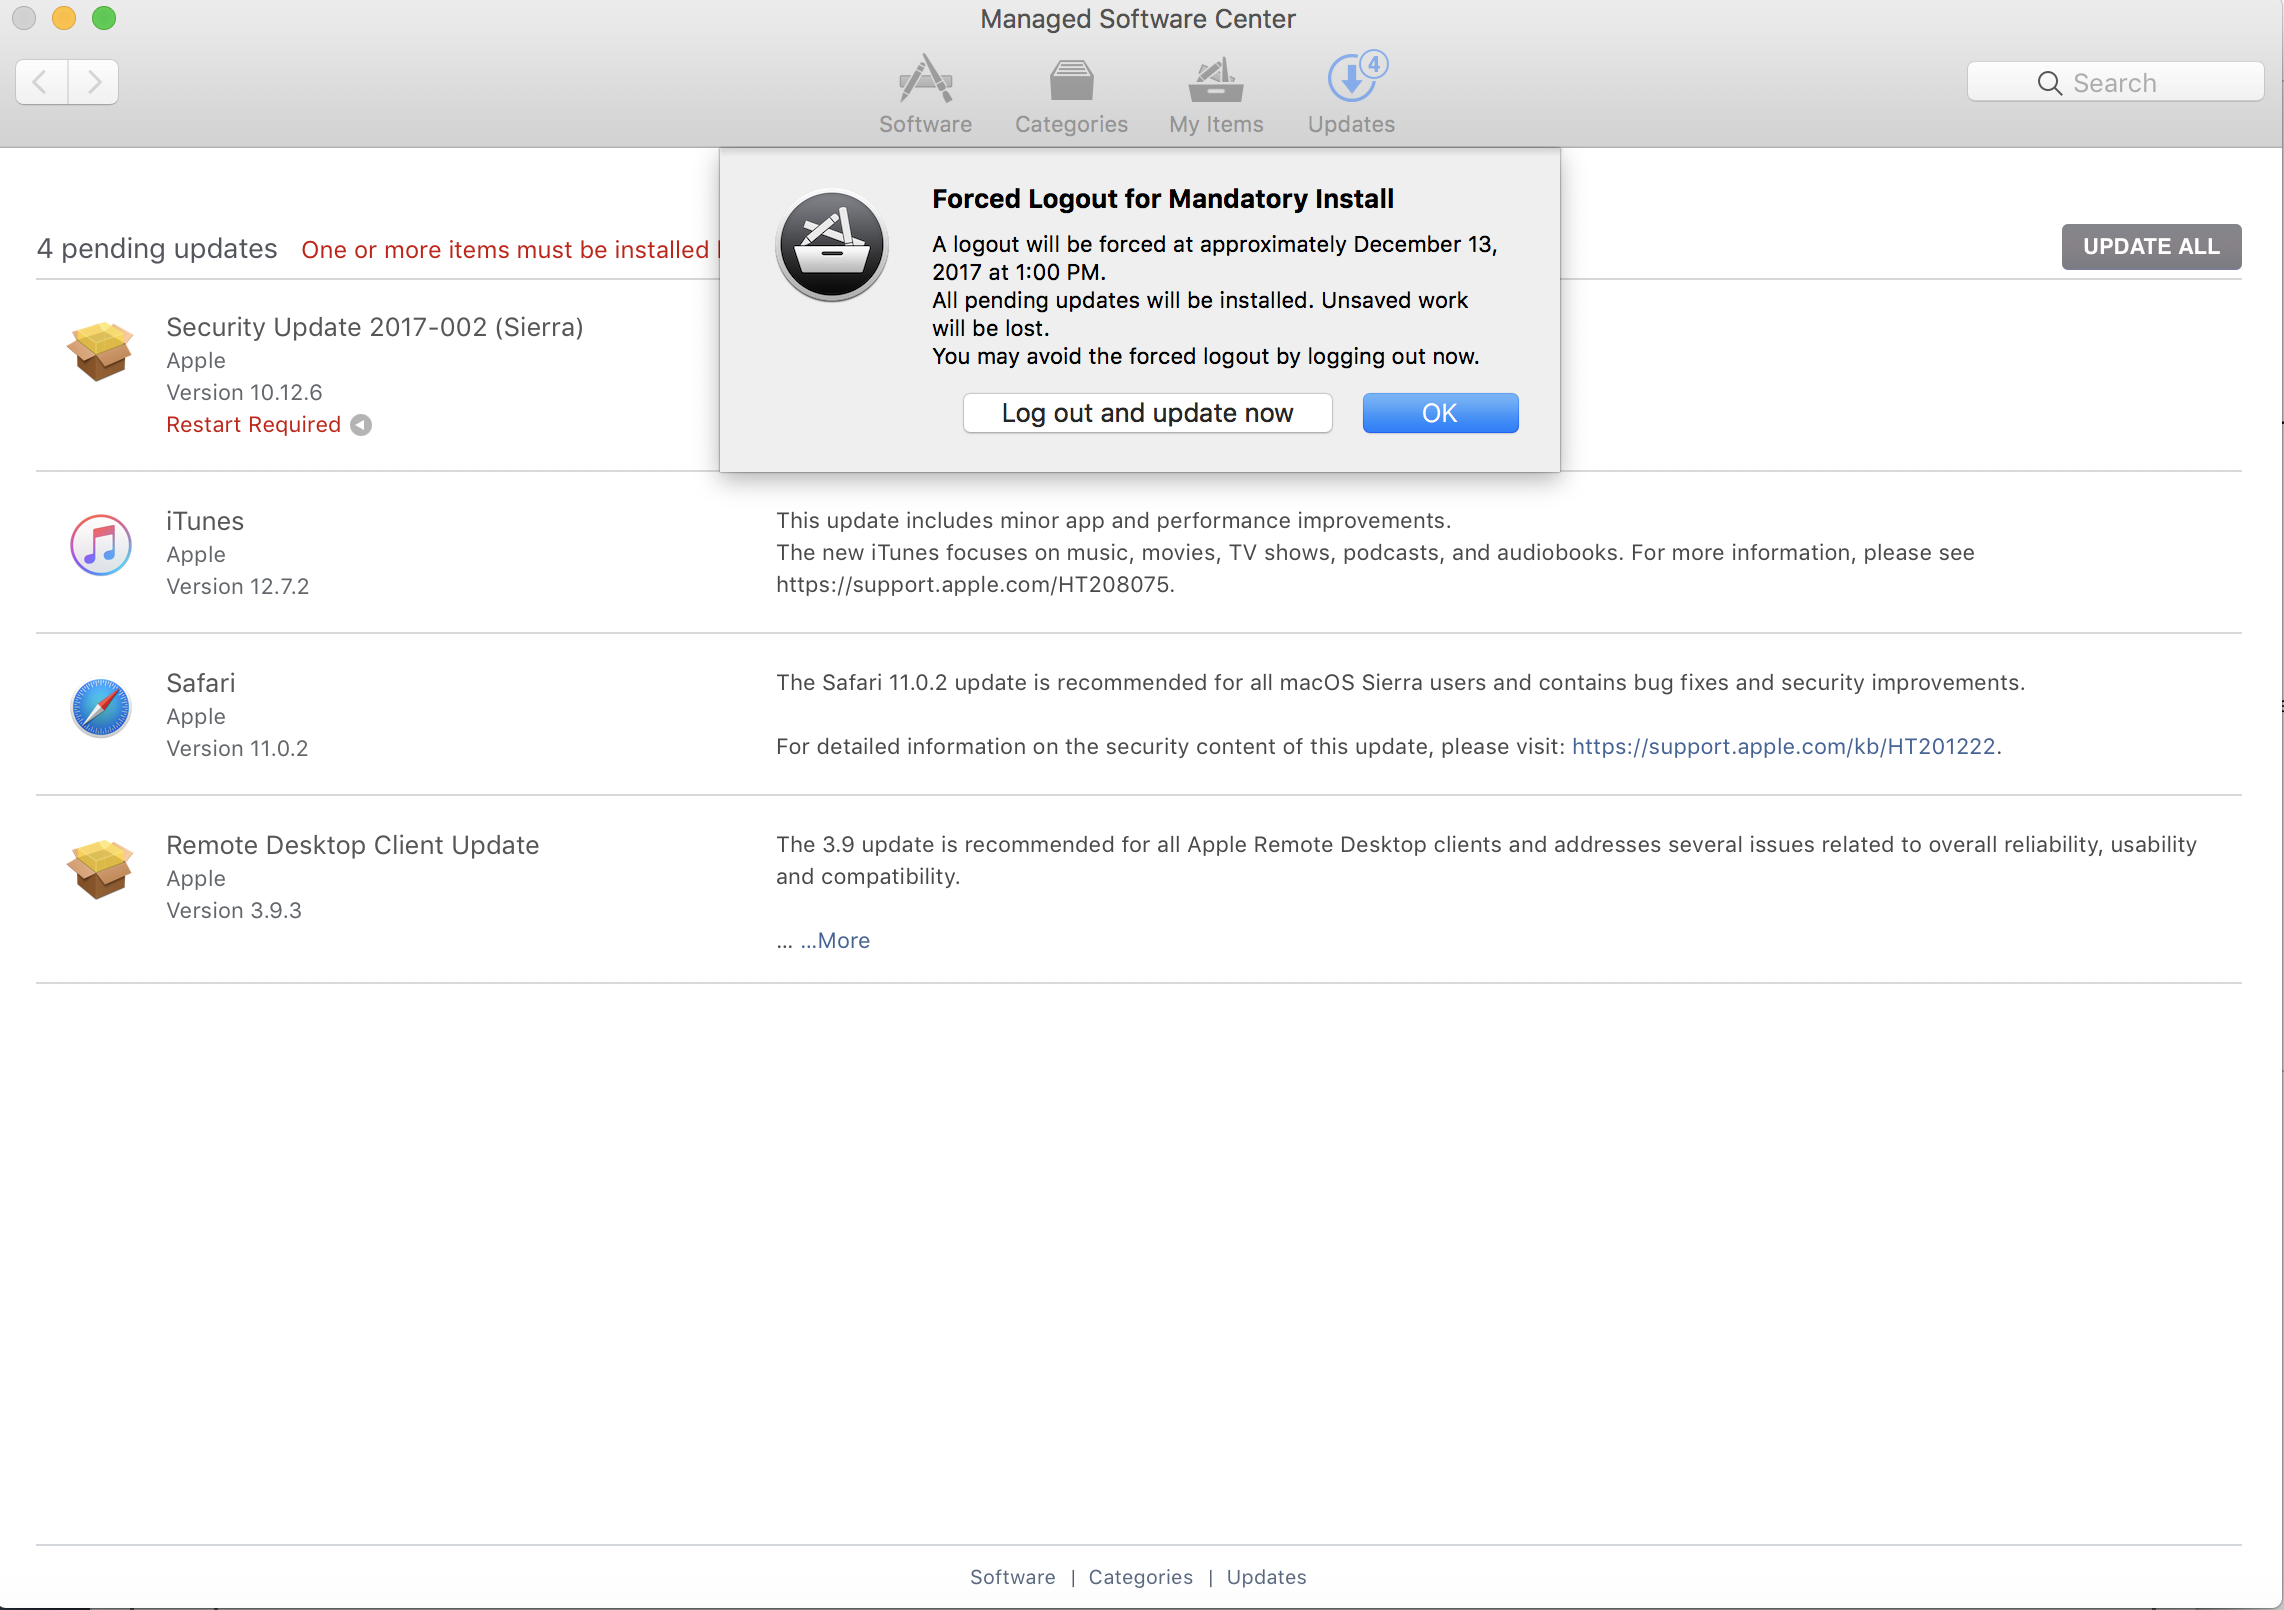 Managed Software Center
4
Software
Categories
My Items
Updates
Search
Forced Logout for Mandatory Install
A logout will be forced at approximately December 13,
2017 at 1:00 PM.
All pending updates will be installed. Unsaved work
will be lost.
You may avoid the forced logout by logging out now.
Log out and update now
OK
4 pending updates
One or more items must be installed
UPDATE ALL
Security Update 2017-002 (Sierra)
Apple
Version 10.12.6
Restart Required
iTunes
Apple
Version 12.7.2
This update includes minor app and performance improvements.
The new iTunes focuses on music, movies, TV shows, podcasts, and audiobooks. For more information, please see
https://support.apple.com/HT208075.
Safari
Apple
Version 11.0.2
The Safari 11.0.2 update is recommended for all macOS Sierra users and contains bug fixes and security improvements.
For detailed information on the security content of this update, please visit: https://support.apple.com/kb/HT201222.
Remote Desktop Client Update
Apple
Version 3.9.3
The 3.9 update is recommended for all Apple Remote Desktop clients and addresses several issues related to overall reliability, usability
and compatibility.
... ...More
Software | Categories | Updates